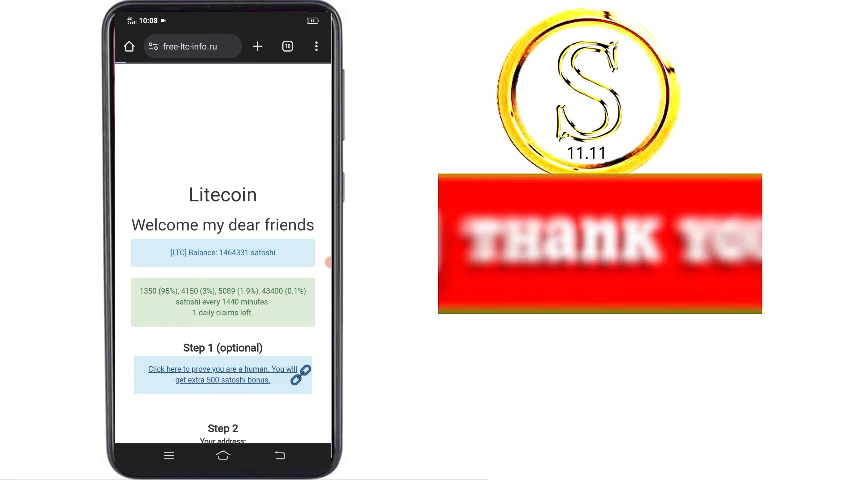 10:08
10
free-ltc-info.ru
Litecoin
Welcome my dear friends
[LTC] Balance: 1464331 satoshi
1350 (95%), 4150 (3%), 5089 (1.9%), 43400 (0.1%)
satoshi every 1440 minutes.
1 daily claims left.
Step 1 (optional)
Click here to prove you are a human. You will
get extra 500 satoshi bonus.
Step 2
Your address:
S
11.11
THANK YOU